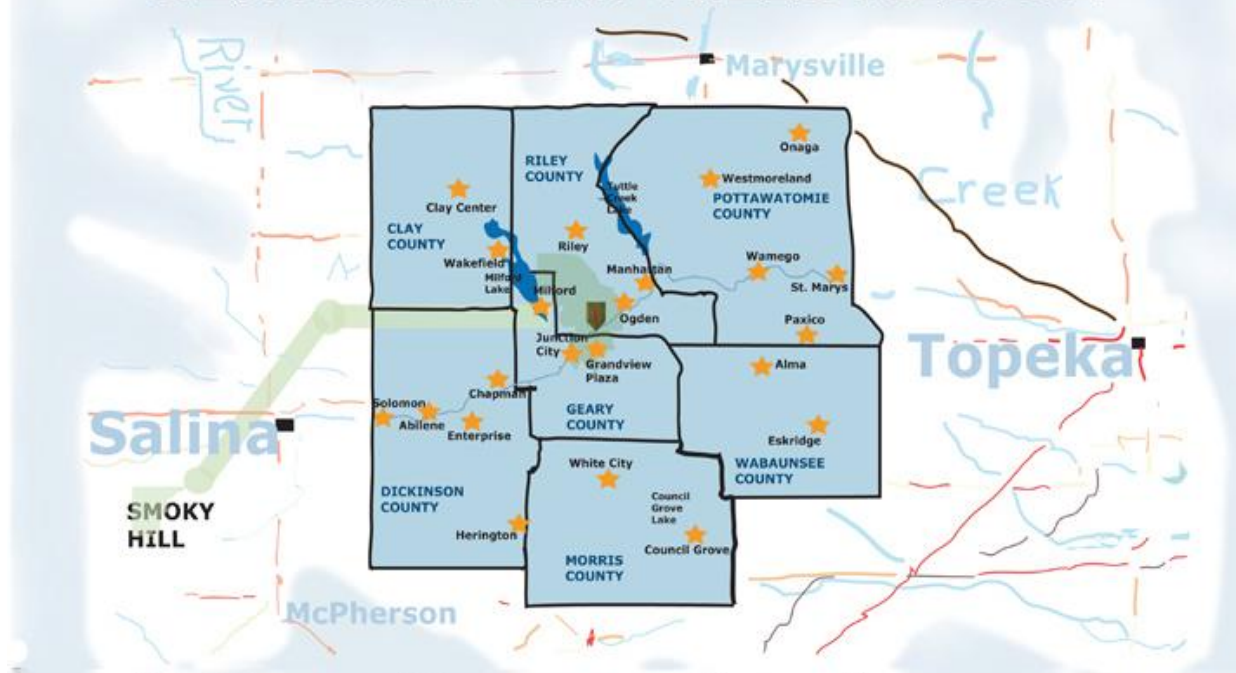 River
Marysville
Creek
Onaga
Westmoreland
POTTAWATOMIE
COUNTY
RILEY
COUNTY
Tuttle
Creek
Lake
Clay Center
CLAY
COUNTY
Riley
Wakefield
Milford
Lake
Milford
Manhattan
Wamego
St. Marys
Ogden
Paxico
Junction
City
Grandview
Plaza
Alma
Topeka
Chapman
Solomon
Abilene
Enterprise
GEARY
COUNTY
Eskridge
WABAUNSEE
COUNTY
Salina
SMOKY
HILL
White City
DICKINSON
COUNTY
Council
Grove
Lake
Herington
Council Grove
MORRIS
COUNTY
McPherson